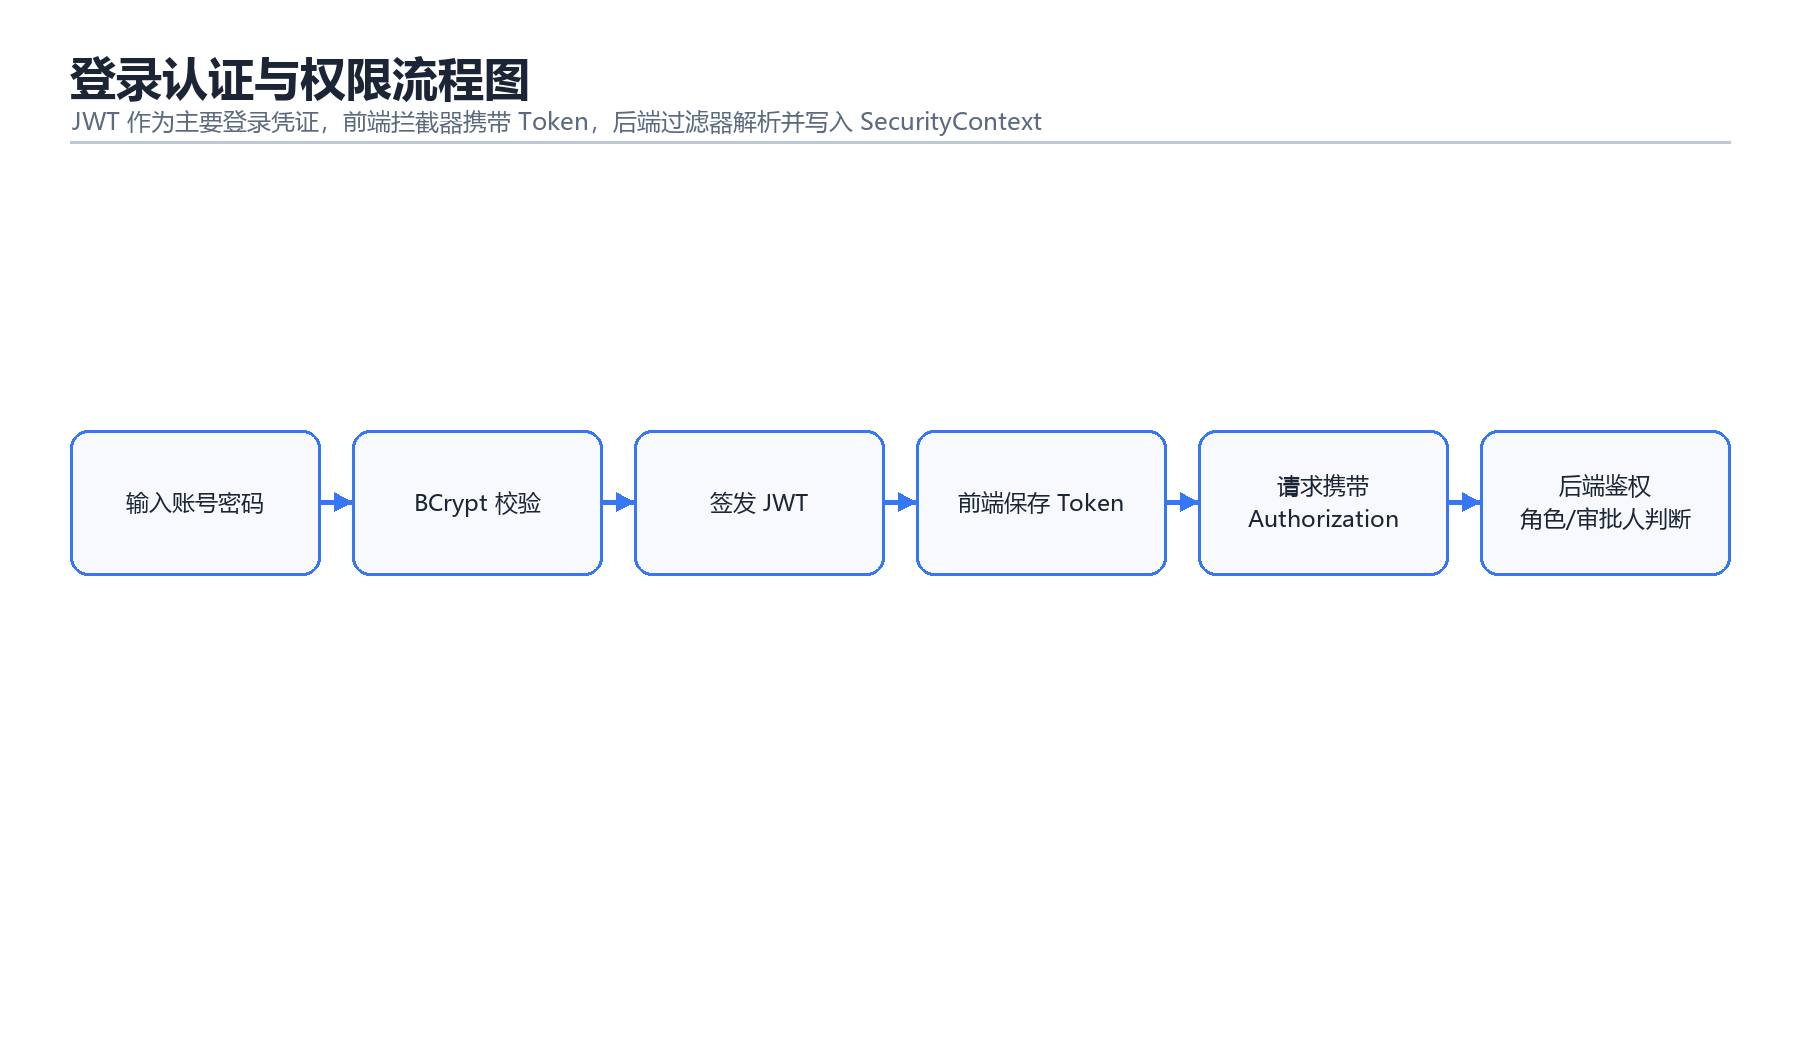 登录认证与权限流程图
JWT 作为主要登录凭证，前端拦截器携带 Token，后端过滤器解析并写入 SecurityContext
输入账号密码
BCrypt 校验
签发 JWT
前端保存 Token
请求携带
Authorization
后端鉴权
角色/审批人判断